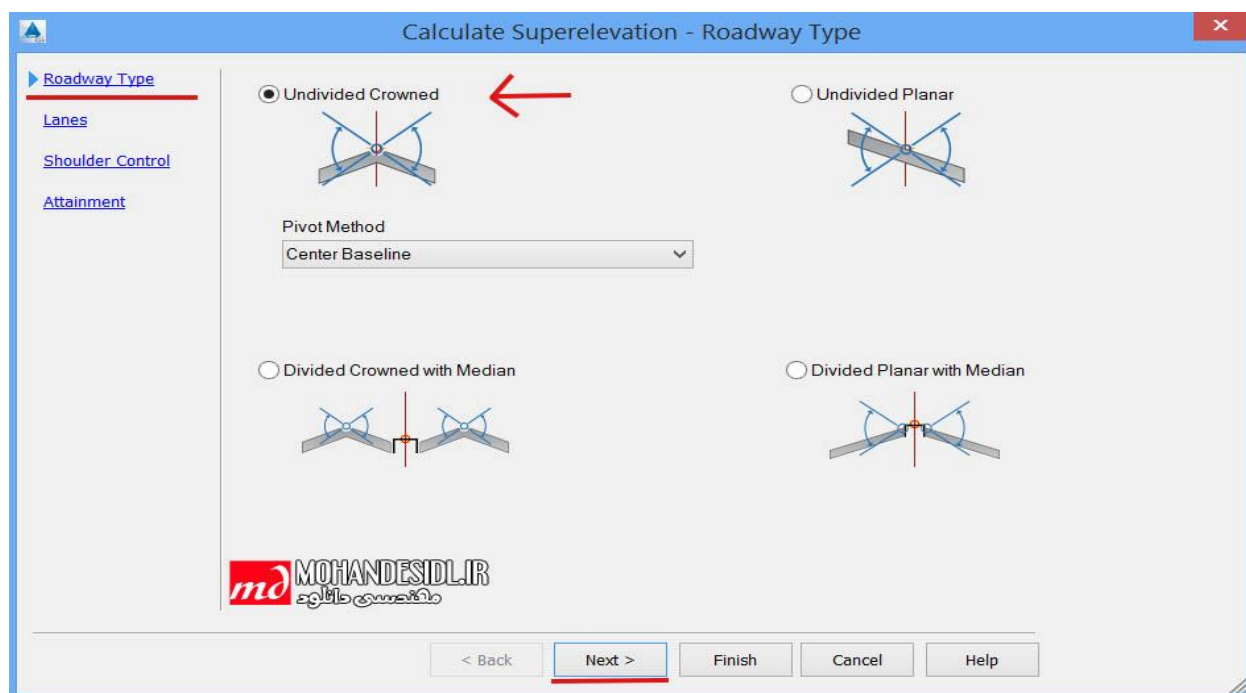 Calculate Superelevation - Roadway Type
Roadway Type
Lanes
Shoulder Control
Attainment
Undivided Crowned
Undivided Planar
Pivot Method
Center Baseline
Divided Crowned with Median
Divided Planar with Median
md MOHANDESIDL.IR
مهندسی دانلود
< Back
Next >
Finish
Cancel
Help